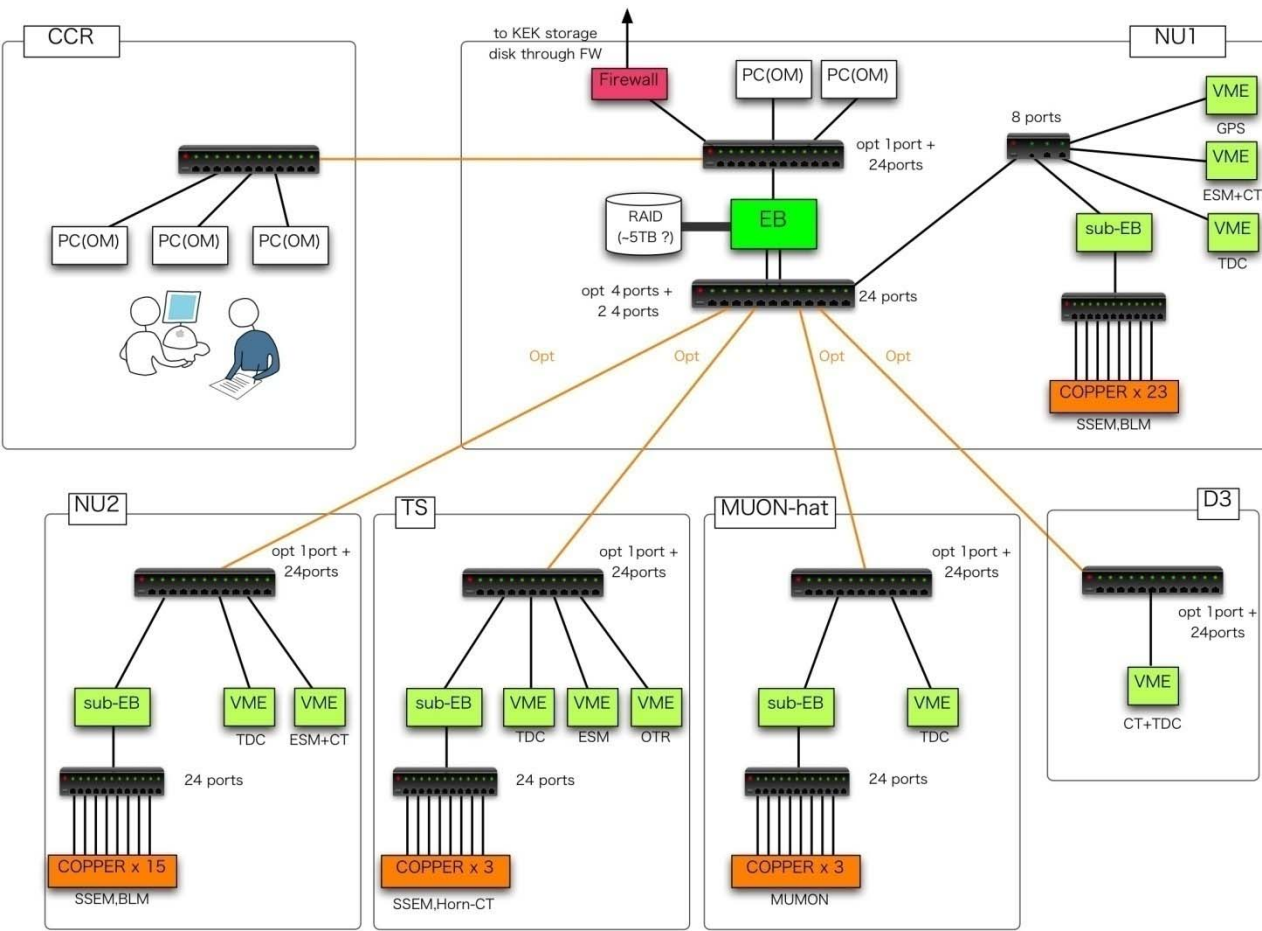 CCR
PC(OM)
PC(OM)
PC(OM)
NU1
to KEK storage
disk through FW
Firewall
PC(OM)
PC(OM)
opt 1port +
24ports
RAID
(~5TB ?)
EB
opt 4 ports +
2 4 ports
24 ports
8 ports
VME
GPS
VME
ESM+CT
VME
TDC
sub-EB
COPPER x 23
SSEM,BLM
Opt
Opt
Opt
Opt
NU2
opt 1port +
24ports
sub-EB
VME
TDC
VME
ESM+CT
24 ports
COPPER x 15
SSEM,BLM
TS
opt 1port +
24ports
sub-EB
VME
TDC
VME
ESM
VME
OTR
24 ports
COPPER x 3
SSEM,Horn-CT
MUON-hat
opt 1port +
24ports
sub-EB
VME
TDC
24 ports
COPPER x 3
MUMON
D3
opt 1port +
24ports
VME
CT+TDC